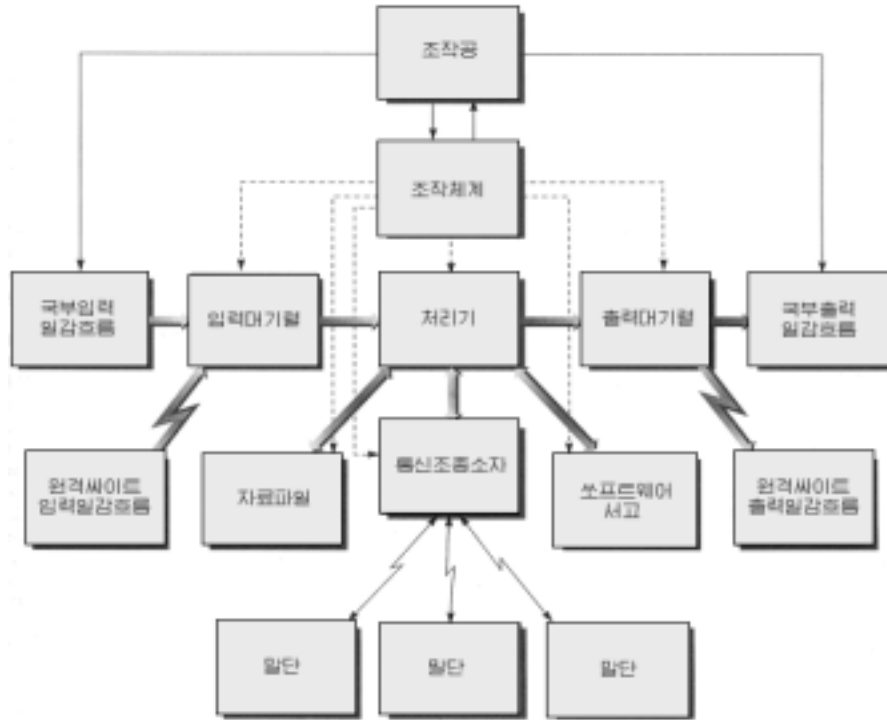 조작공
조작체계
국부입력
일감흐름
입력대기렬
처리기
출력대기렬
국부출력
일감흐름
원격싸이트
입력일감흐름
자료파일
통신조종소자
쏘프트웨어
서고
원격싸이트
출력일감흐름
말단
말단
말단